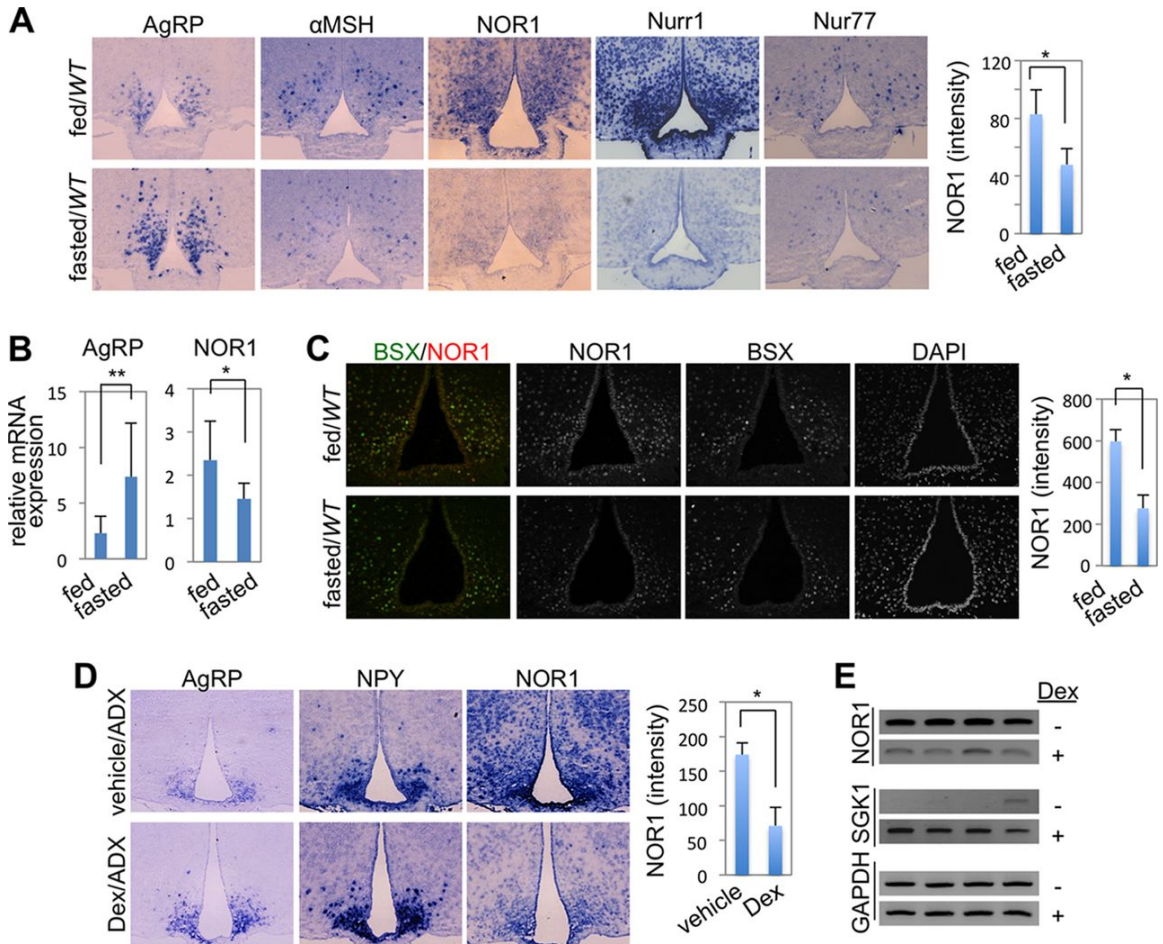 A
AgRP αMSH NOR1 Nurr1 Nur77
fed/WT
fasted/WT
NOR1 (intensity)
120
80
40
0
*
fed
fasted
B
AgRP NOR1
relative mRNA
expression
15
10
5
0
**
fed
fasted
4
3
2
1
0
*
fed
fasted
C
BSX/NOR1 NOR1 BSX DAPI
fed/WT
fasted/WT
NOR1 (intensity)
800
600
400
200
0
*
fed
fasted
D
AgRP NPY NOR1
vehicle/ADX
Dex/ADX
NOR1 (intensity)
250
200
150
100
50
0
*
vehicle
Dex
E
Dex
NOR1
-
+
SGK1
-
+
GAPDH
-
+